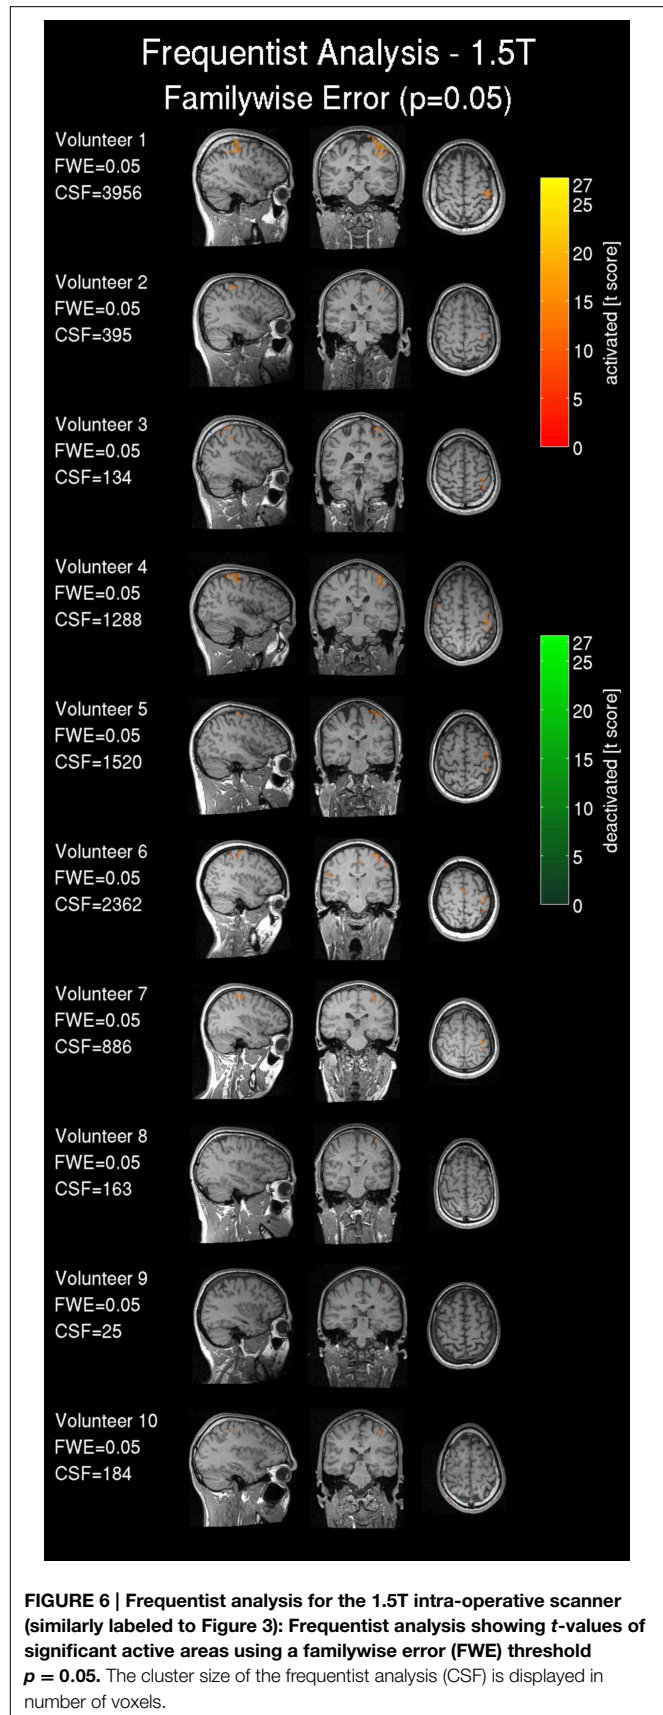 Frequentist Analysis - 1.5T
Familywise Error (p=0.05)
Volunteer 1
FWE=0.05
CSF=3956
Volunteer 2
FWE=0.05
CSF=395
Volunteer 3
FWE=0.05
CSF=134
Volunteer 4
FWE=0.05
CSF=1288
Volunteer 5
FWE=0.05
CSF=1520
Volunteer 6
FWE=0.05
CSF=2362
Volunteer 7
FWE=0.05
CSF=886
Volunteer 8
FWE=0.05
CSF=163
Volunteer 9
FWE=0.05
CSF=25
Volunteer 10
FWE=0.05
CSF=184
27
25
20
15
10
5
0
activated [t score]
27
25
20
15
10
5
0
deactivated [t score]
FIGURE 6 | Frequentist analysis for the 1.5T intra-operative scanner
(similarly labeled to Figure 3): Frequentist analysis showing t-values of
significant active areas using a familywise error (FWE) threshold
p = 0.05. The cluster size of the frequentist analysis (CSF) is displayed in
number of voxels.